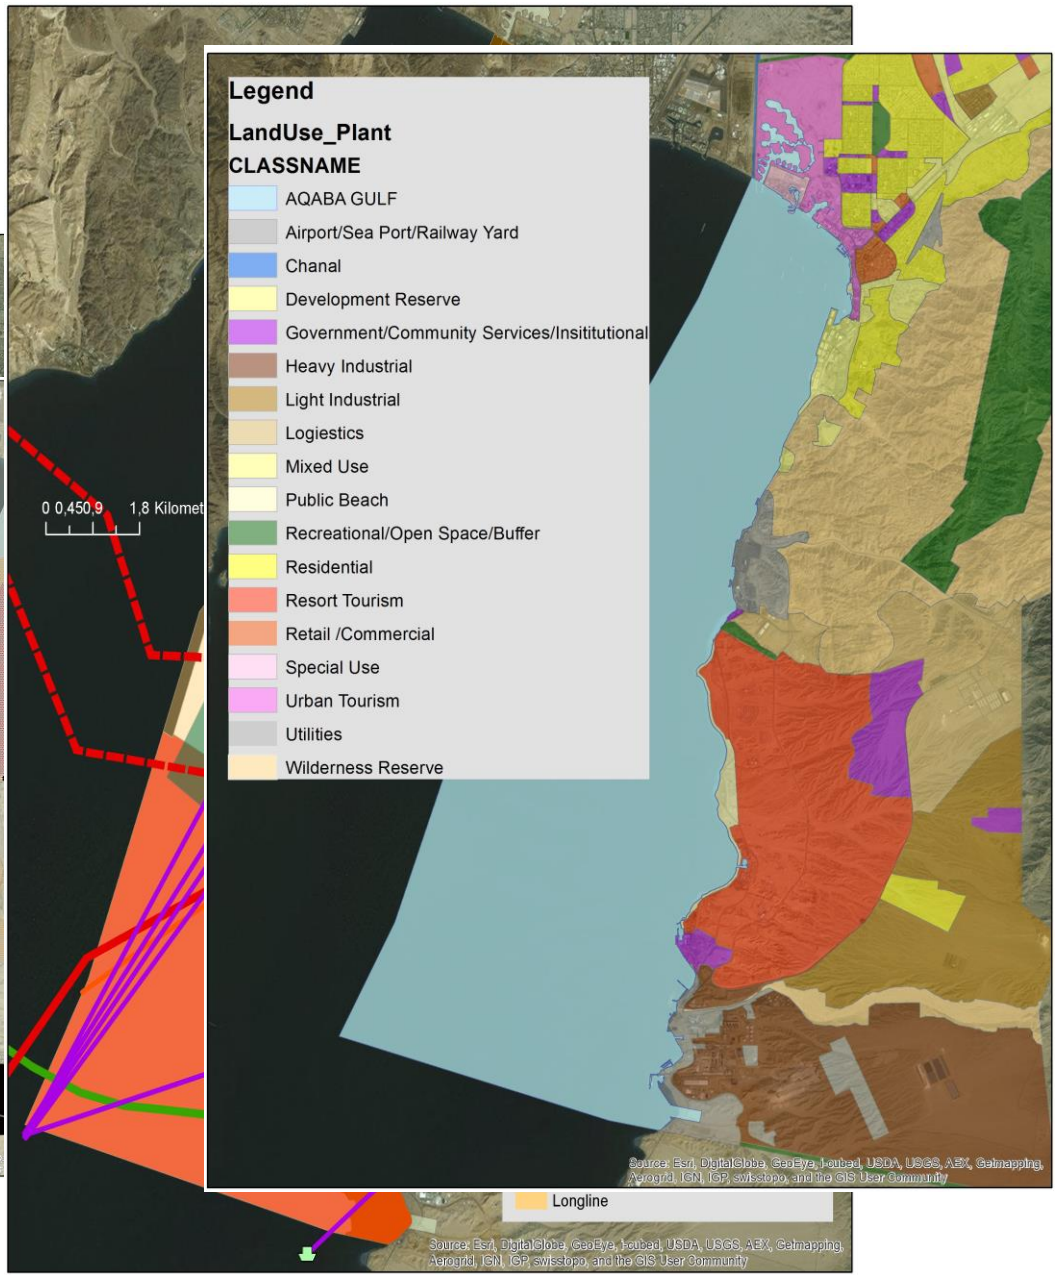 Legend
LandUse_Plant
CLASSNAME
AQABA GULF
Airport/Sea Port/Railway Yard
Chanal
Development Reserve
Government/Community Services/Insititutional
Heavy Industrial
Light Industrial
Logiestics
Mixed Use
Public Beach
Recreational/Open Space/Buffer
Residential
Resort Tourism
Retail /Commercial
Special Use
Urban Tourism
Utilities
Wilderness Reserve
0 0,450,9 1,8 Kilomet
Source: Esri, DigitalGlobe, GeoEye, i-cubed, USDA, USGS, AEX, Getmapping,
Aerogrid, IGN, IGP, swisstopo, and the GIS User Community
Longline
Source: Esri, DigitalGlobe, GeoEye, i-cubed, USDA, USGS, AEX, Getmapping,
Aerogrid, IGN, IGP, swisstopo, and the GIS User Community